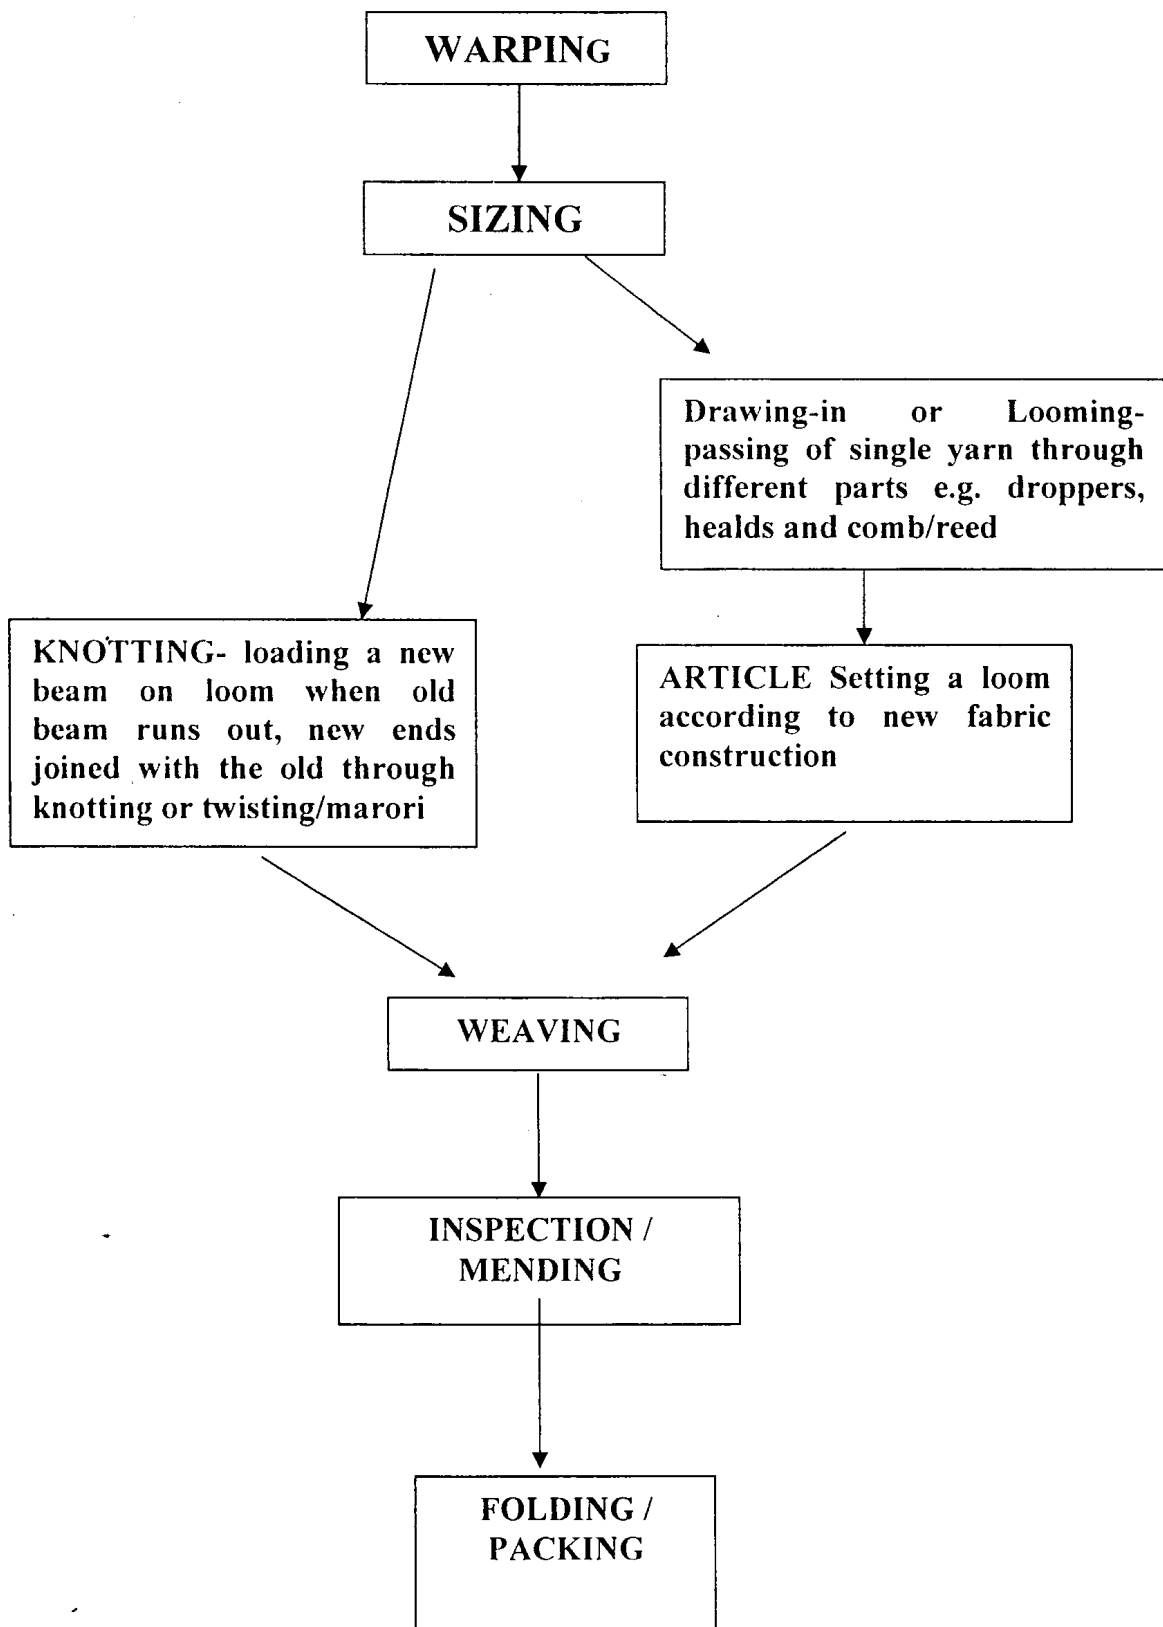 WARPING
SIZING
Drawing-in or Looming-
passing of single yarn through
different parts e.g. droppers,
healds and comb/reed
KNOTTING- loading a new
beam on loom when old
beam runs out, new ends
joined with the old through
knotting or twisting/marori
ARTICLE Setting a loom
according to new fabric
construction
WEAVING
INSPECTION /
MENDING
FOLDING /
PACKING